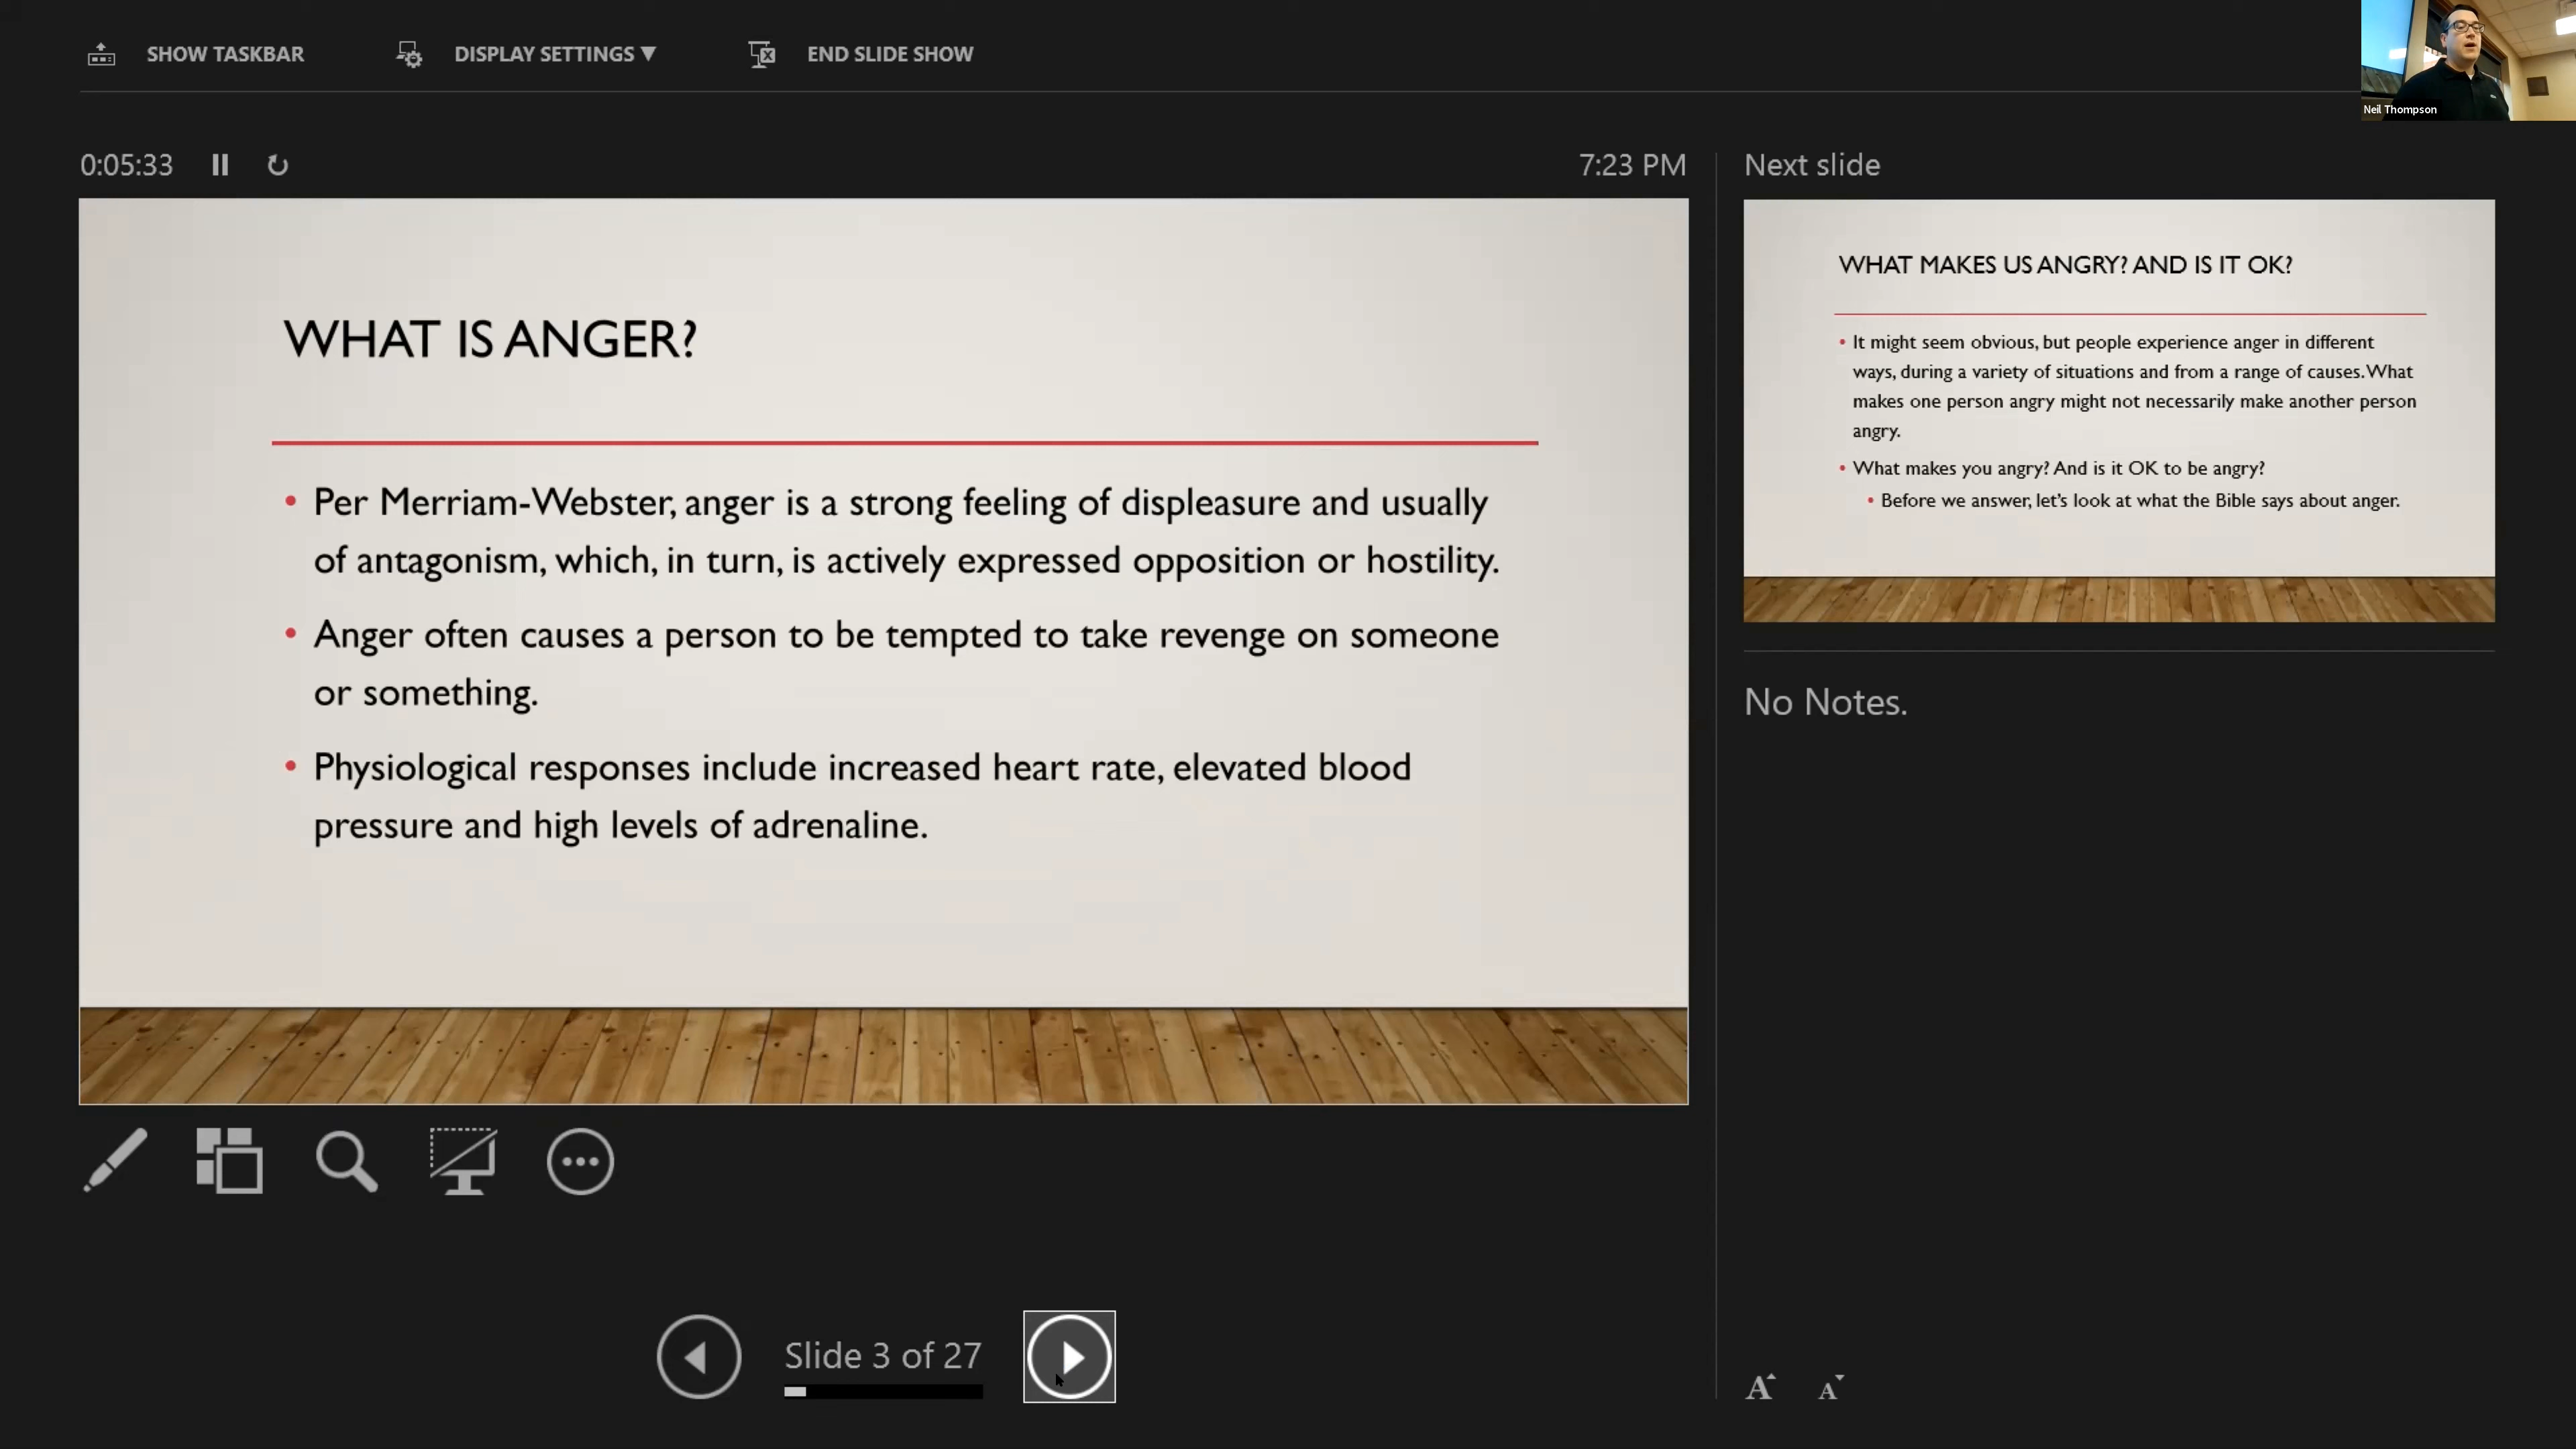 SHOW TASKBAR
DISPLAY SETTINGS ▼
END SLIDE SHOW
Neil Thompson
0:05:33
7:23 PM
WHAT IS ANGER?
• Per Merriam-Webster, anger is a strong feeling of displeasure and usually
of antagonism, which, in turn, is actively expressed opposition or hostility.
• Anger often causes a person to be tempted to take revenge on someone
or something.
• Physiological responses include increased heart rate, elevated blood
pressure and high levels of adrenaline.
Slide 3 of 27
Next slide
WHAT MAKES US ANGRY? AND IS IT OK?
• It might seem obvious, but people experience anger in different
ways, during a variety of situations and from a range of causes. What
makes one person angry might not necessarily make another person
angry.
• What makes you angry? And is it OK to be angry?
• Before we answer, let's look at what the Bible says about anger.
No Notes.
A A